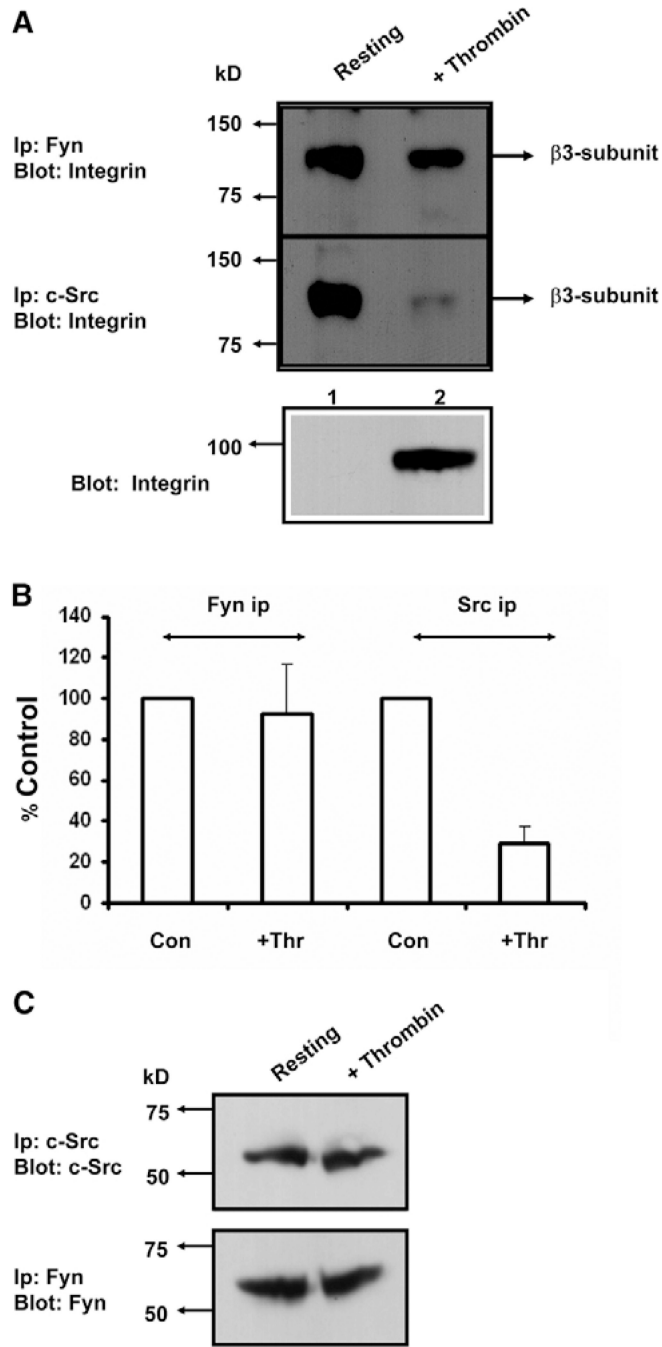 A
kD
Resting
+ Thrombin
Ip: Fyn
Blot: Integrin
150
75
β3-subunit
Ip: c-Src
Blot: Integrin
150
75
β3-subunit
1 2
100
Blot: Integrin
B
Fyn ip
Src ip
% Control
140
120
100
80
60
40
20
0
Con +Thr Con +Thr
C
kD
Resting
+ Thrombin
Ip: c-Src
Blot: c-Src
75
50
Ip: Fyn
Blot: Fyn
75
50